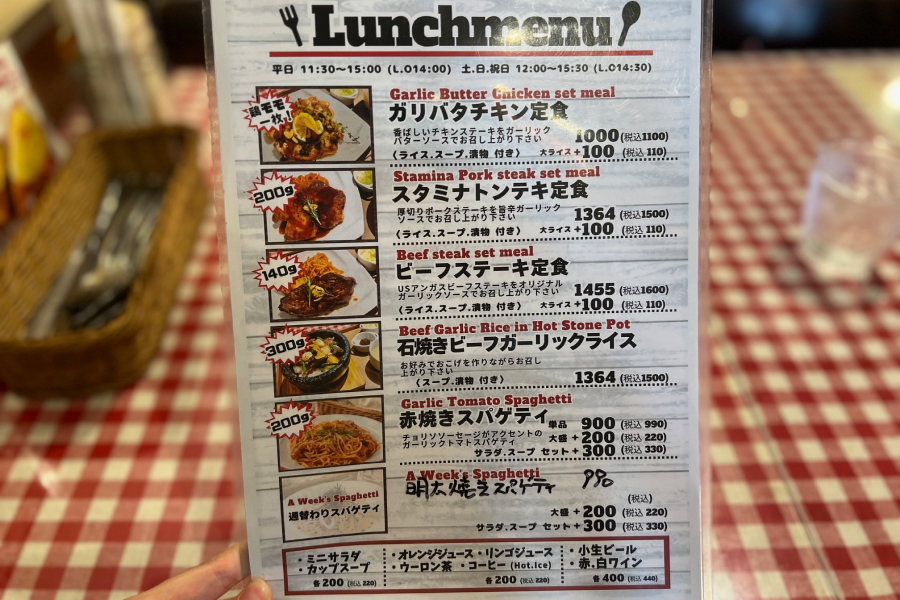 Lunchmenu
平日 11:30～15:00 (L.O14:00) 土.日.祝日 12:00～15:30 (L.O14:30)
鶏モモ
一枚!
Garlic Butter Chicken set meal
ガリバタチキン定食
香ばしいチキンステーキをガーリック
バターソースでお召し上がり下さい
1000(税込1100)
(ライス.スープ.漬物 付き) 大ライス+100 (税込 110)
200g
Stamina Pork steak set meal
スタミナトンテキ定食
厚切りポークステーキを旨辛ガーリック
ソースでお召し上がり下さい
1364 (税込1500)
(ライス.スープ.漬物 付き) 大ライス+100 (税込 110)
140g
Beef steak set meal
ビーフステーキ定食
USアンガスビーフステーキをオリジナル
ガーリックソースでお召し上がり下さい
1455 (税込1600)
(ライス.スープ.漬物 付き) 大ライス+100 (税込 110)
300g
Beef Garlic Rice in Hot Stone Pot
石焼きビーフガーリックライス
お好みでおこげを作りながらお召し
上がり下さい
(スープ.漬物 付き) 1364 (税込1500)
200g
Garlic Tomato Spaghetti
赤焼きスパゲティ 単品 900 (税込 990)
チョリソソーセージがアクセントの
ガーリックトマトスパゲティ
大盛+200 (税込 220)
サラダ.スープ セット+300 (税込 330)
A Week's Spaghetti
週替わりスパゲティ
A Week's Spaghetti
明太焼きスパゲティ 990
(税込)
大盛+200 (税込 220)
サラダ.スープ セット+300 (税込 330)
・ミニサラダ
・カップスープ
各200 (税込 220)
・オレンジジュース・リンゴジュース
・ウーロン茶 ・コーヒー(Hot.Ice)
各200 (税込 220)
・小生ビール
・赤.白ワイン
各400 (税込 440)